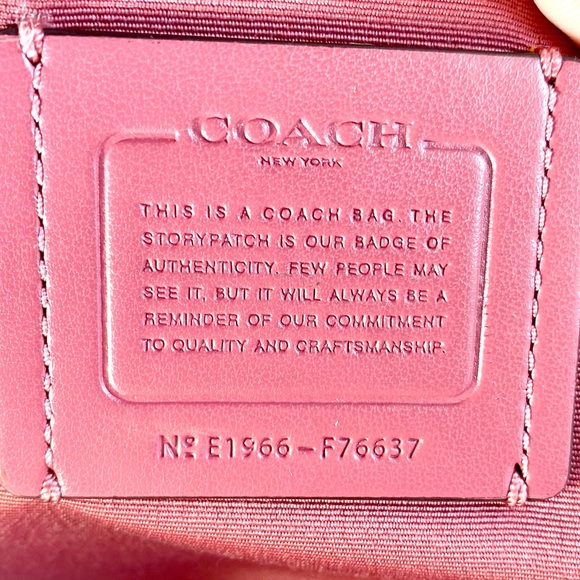 COACH
NEW YORK
THIS IS A COACH BAG. THE
STORYPATCH IS OUR BADGE OF
AUTHENTICITY. FEW PEOPLE MAY
SEE IT, BUT IT WILL ALWAYS BE A
REMINDER OF OUR COMMITMENT
TO QUALITY AND CRAFTSMANSHIP.
Nº E1966-F76637